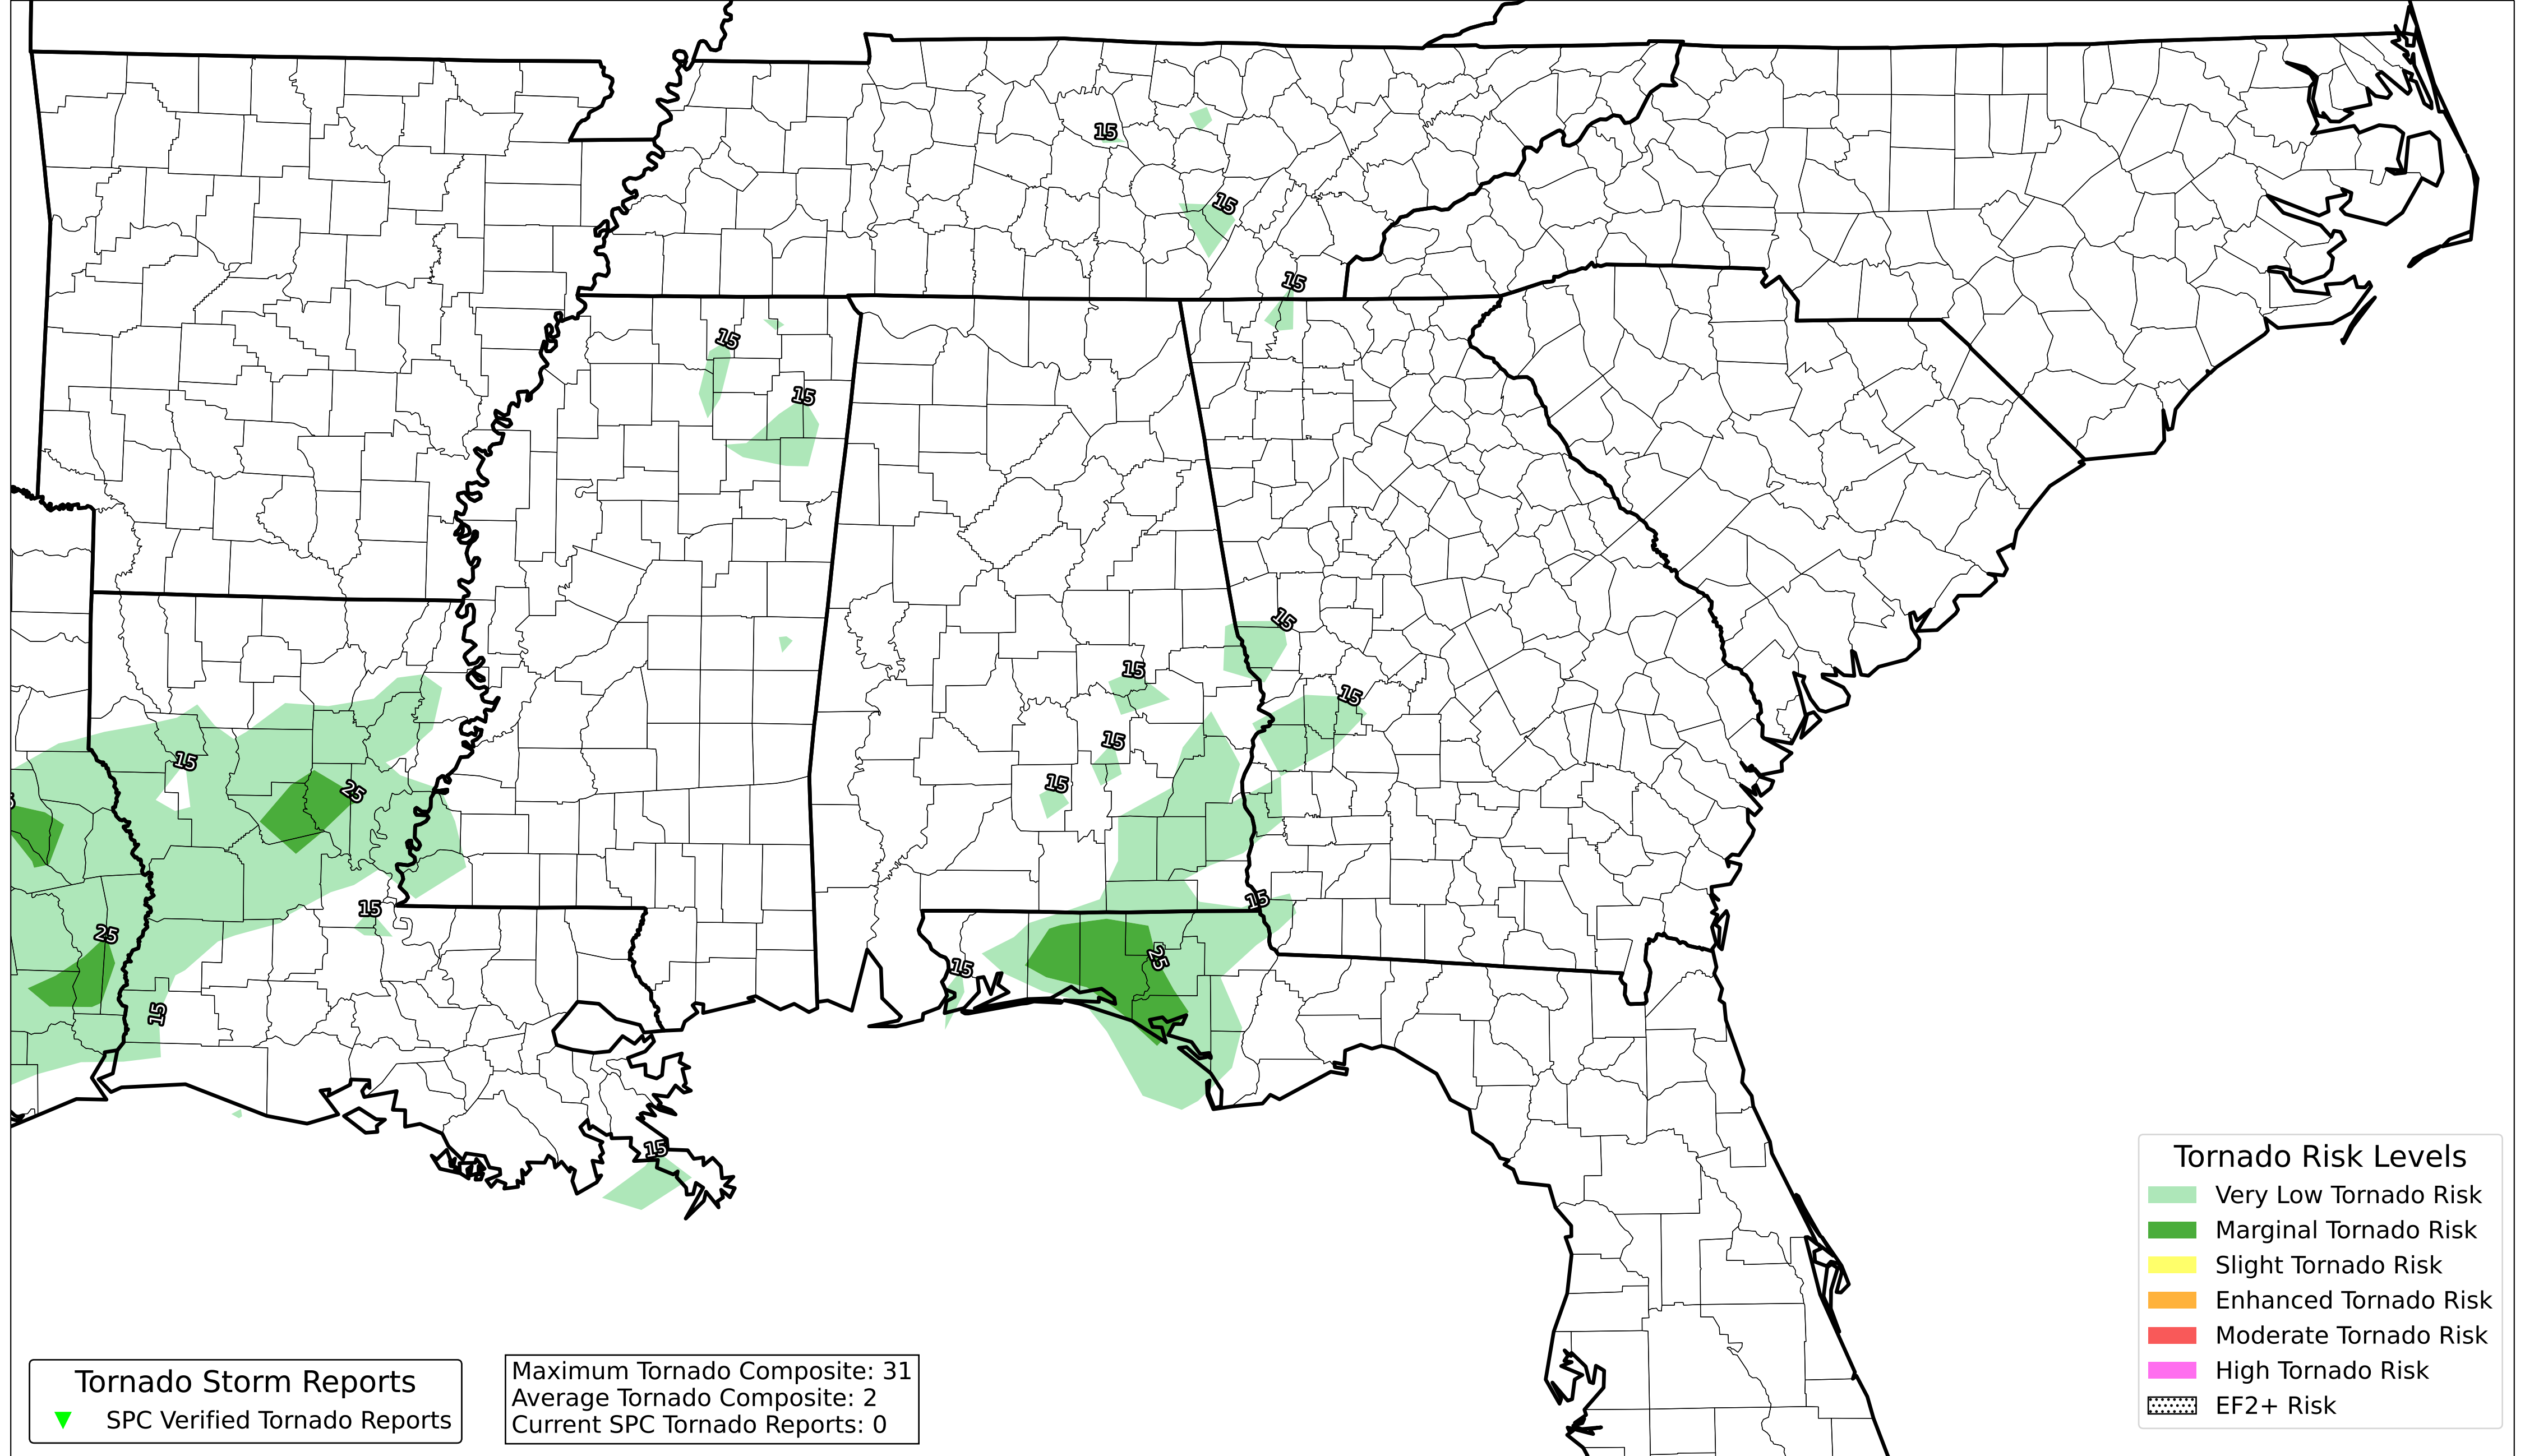 15
15
15
15
15
15
15
15
15
15
15
25
15
15
25
15
25
15
15
Tornado Risk Levels
Very Low Tornado Risk
Marginal Tornado Risk
Slight Tornado Risk
Enhanced Tornado Risk
Moderate Tornado Risk
High Tornado Risk
EF2+ Risk
Tornado Storm Reports
SPC Verified Tornado Reports
Maximum Tornado Composite: 31
Average Tornado Composite: 2
Current SPC Tornado Reports: 0